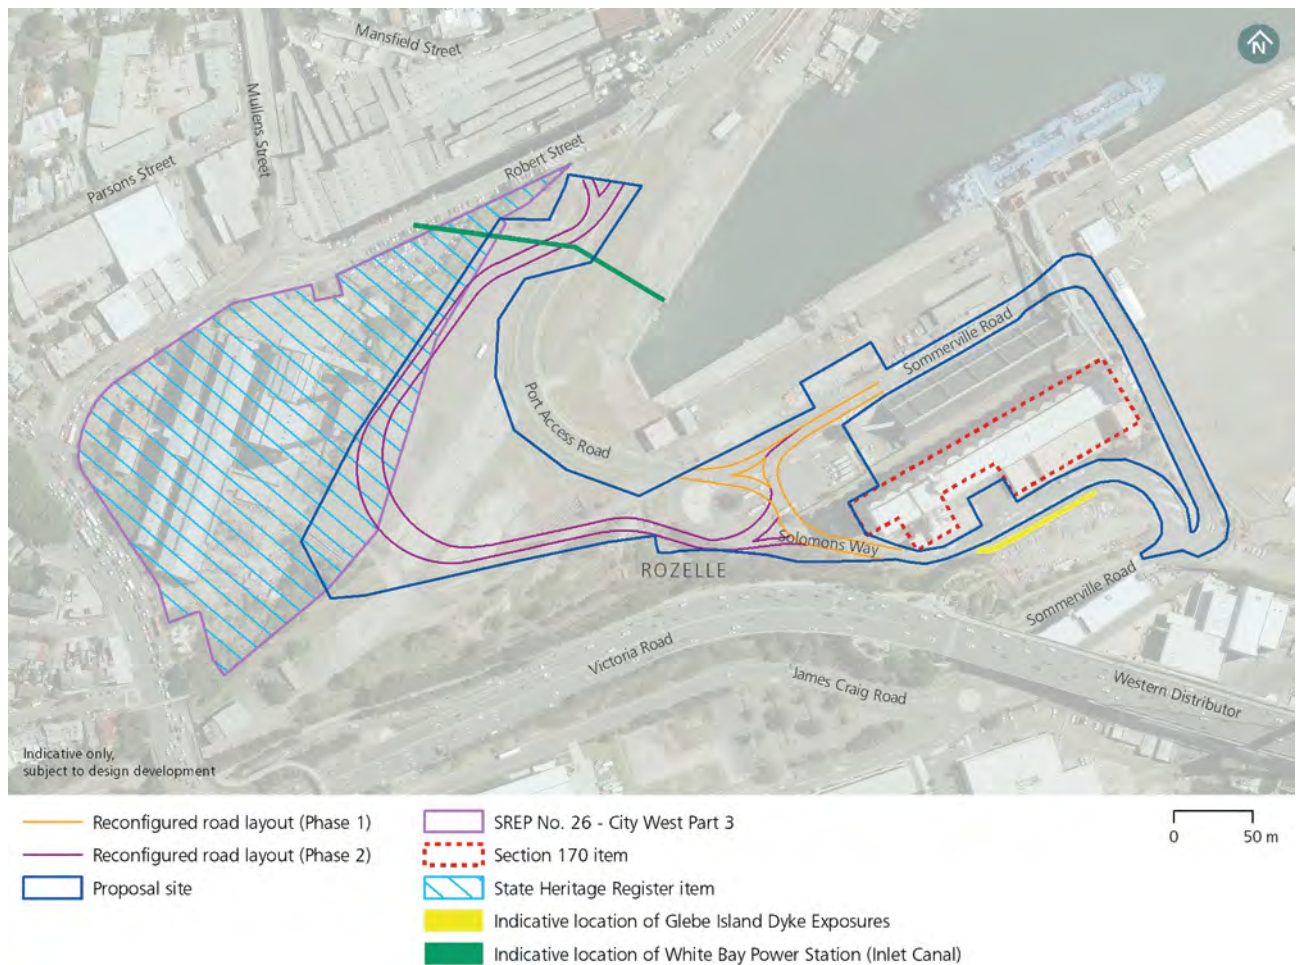 Mansfield Street
N
Mullens Street
Parsons Street
Robert Street
Sommerville Road
Port Access Road
Solomons Way
ROZELLE
Sommerville Road
Victoria Road
James Craig Road
Western Distributor
Indicative only,
subject to design development
Reconfigured road layout (Phase 1)
Reconfigured road layout (Phase 2)
Proposal site
SREP No. 26 - City West Part 3
Section 170 item
State Heritage Register item
Indicative location of Glebe Island Dyke Exposures
Indicative location of White Bay Power Station (Inlet Canal)
0 50 m